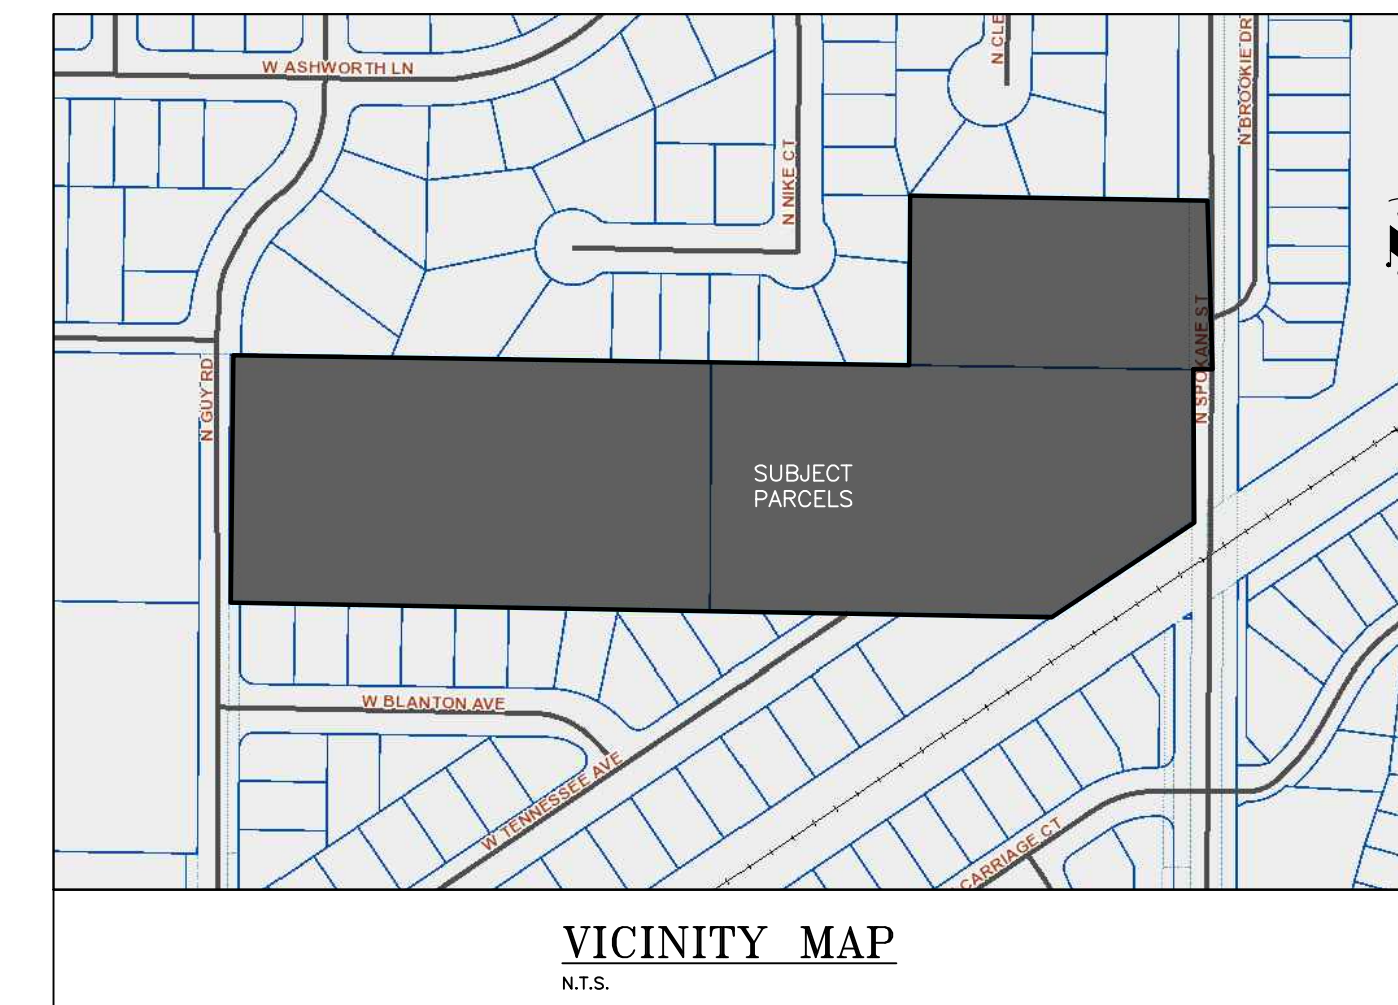 W ASHWORTH LN
N CLE
N BROOKIE DR
N NIKE CT
N SPOKANE ST
N GUY RD
SUBJECT
PARCELS
W BLANTON AVE
W TENNESSEE AVE
CARRIAGE CT
VICINITY MAP
N.T.S.